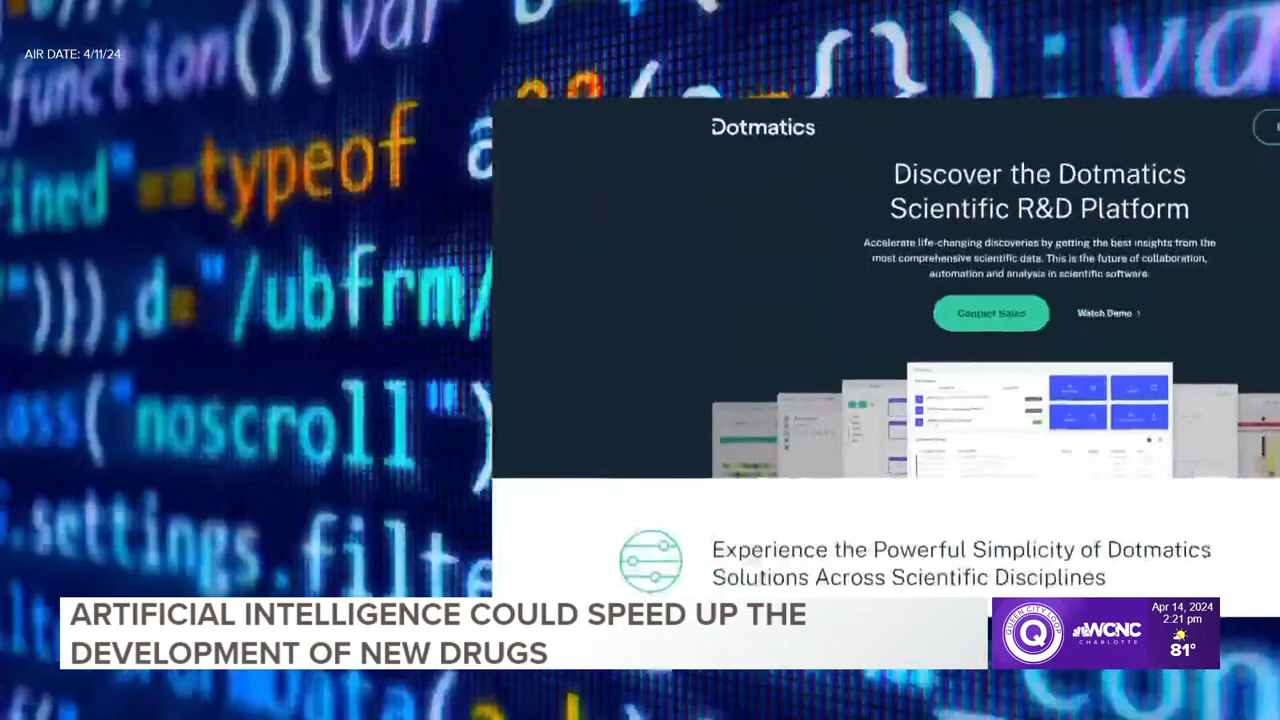 AIR DATE: 4/11/24
function(){var
fined"==typeof a
")}),d="/ubfrm/
oass("noscroll")
.settings.filte
Dotmatics
Discover the Dotmatics
Scientific R&D Platform
Accelerate life-changing discoveries by getting the best insights from the
most comprehensive scientific data. This is the future of collaboration,
automation and analysis in scientific software.
Contact Sales
Watch Demo ›
Experience the Powerful Simplicity of Dotmatics
Solutions Across Scientific Disciplines
ARTIFICIAL INTELLIGENCE COULD SPEED UP THE
DEVELOPMENT OF NEW DRUGS
QUEEN CITY LOOP
Q
WCNC
CHARLOTTE
Apr 14, 2024
2:21 pm
81°